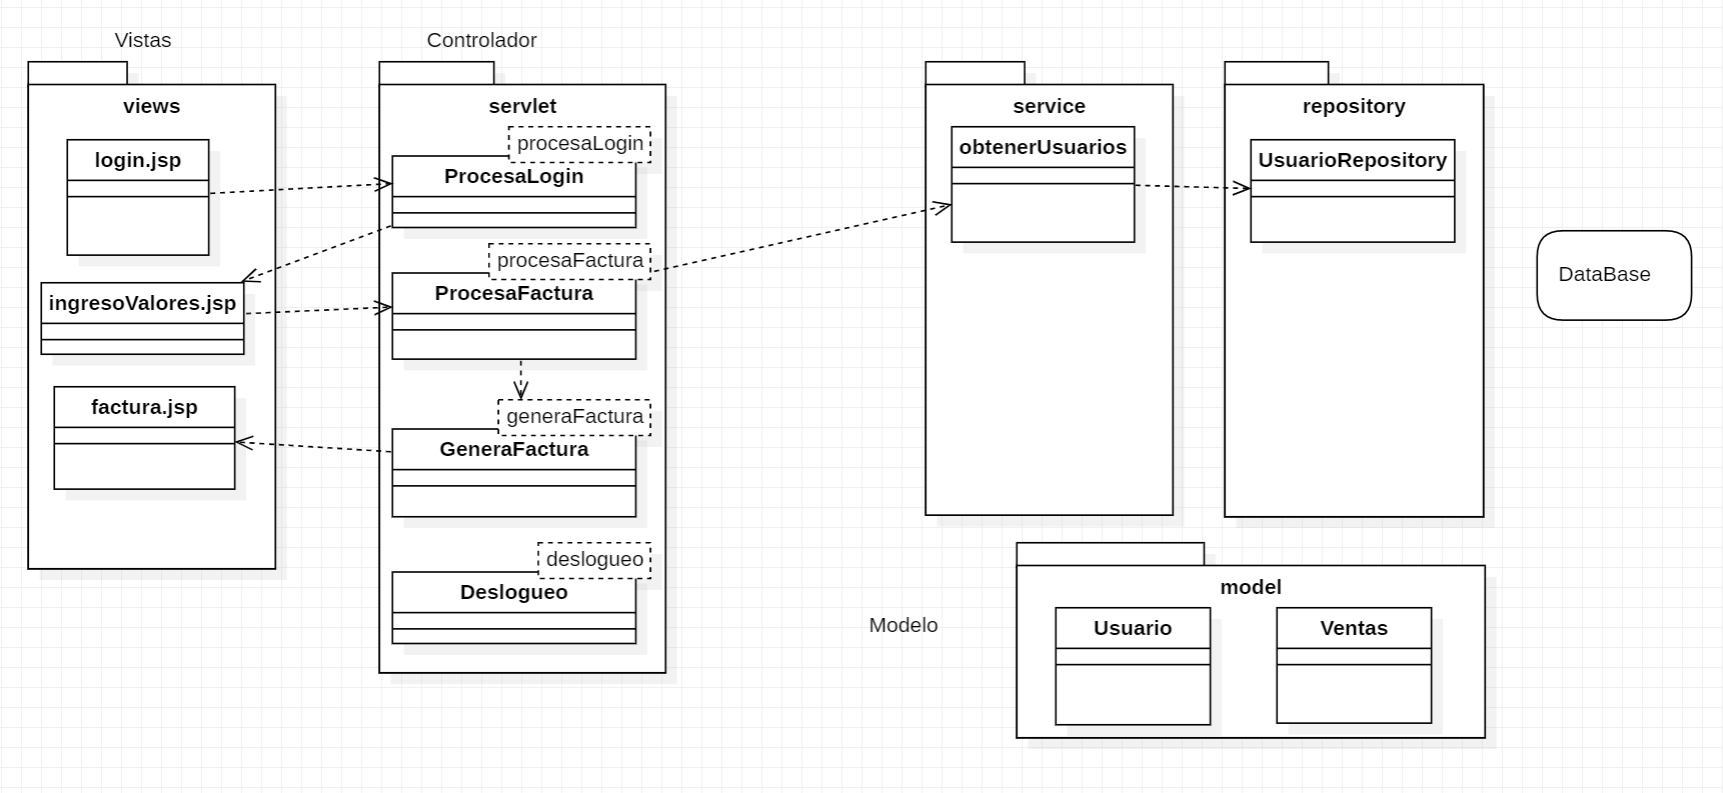 Vistas
Controlador
views
login.jsp
ingresoValores.jsp
factura.jsp
servlet
procesaLogin
ProcesaLogin
procesaFactura
ProcesaFactura
generaFactura
GeneraFactura
deslogueo
Deslogueo
service
obtenerUsuarios
repository
UsuarioRepository
DataBase
Modelo
model
Usuario
Ventas